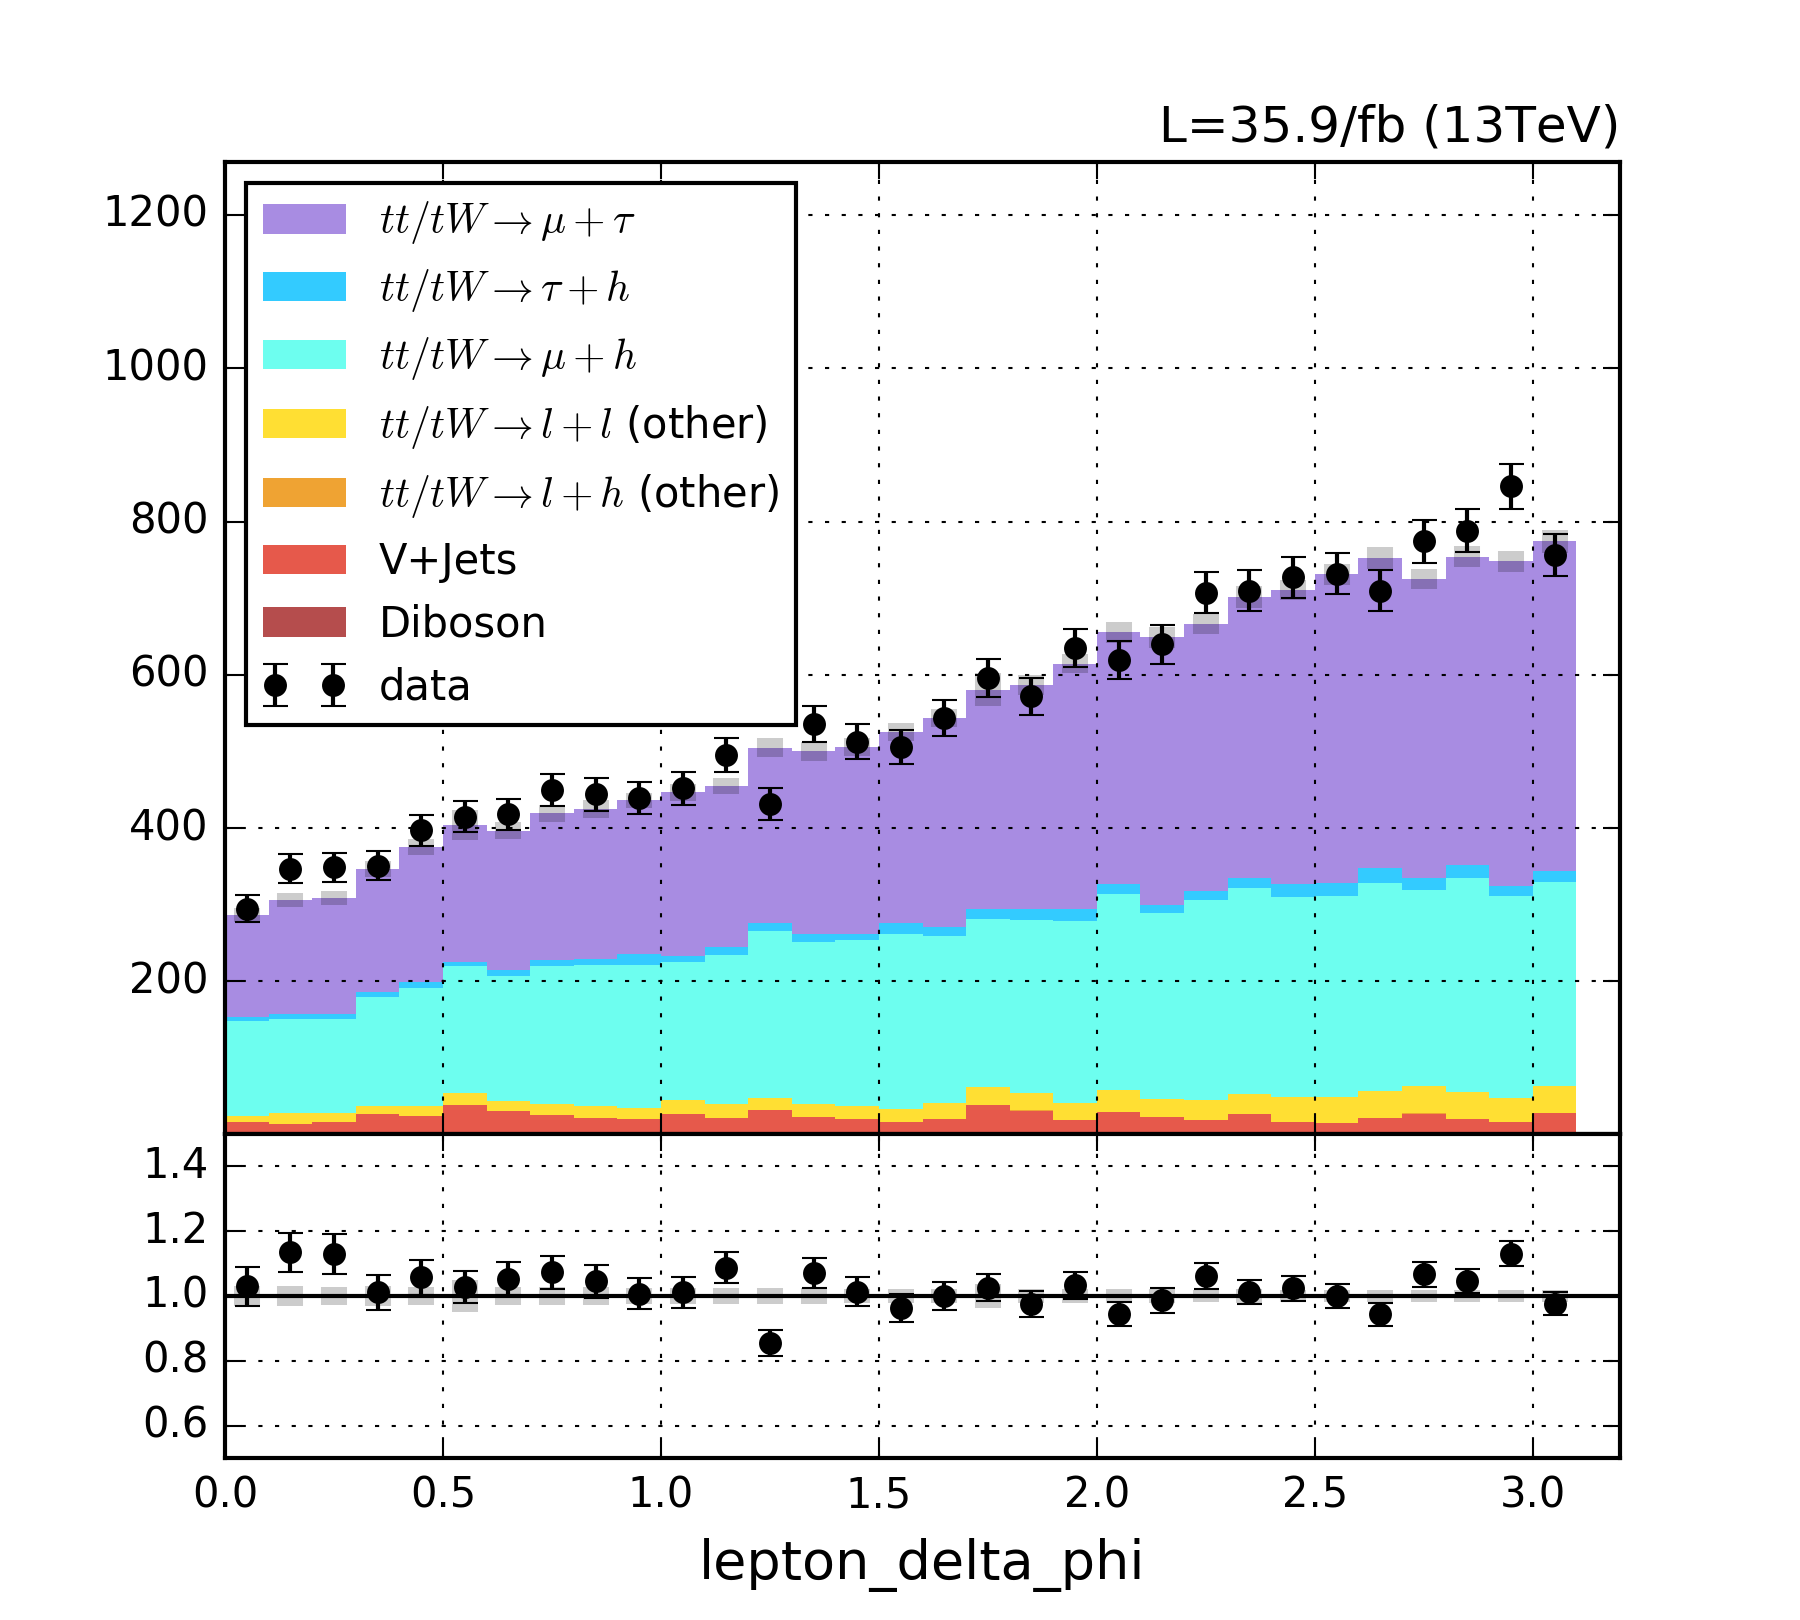 L=35.9/fb (13TeV)
1200
1000
800
600
400
200
tt/tW→μ+τ
tt/tW→τ+h
tt/tW→μ+h
tt/tW→l+l (other)
tt/tW→l+h (other)
V+Jets
Diboson
data
1.4
1.2
1.0
0.8
0.6
0.0 0.5 1.0 1.5 2.0 2.5 3.0
lepton_delta_phi